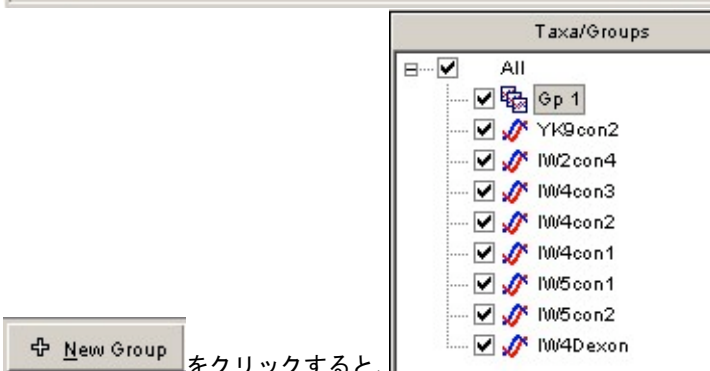 Taxa/Groups
All
Gp 1
YK9con2
IW2con4
IW4con3
IW4con2
IW4con1
IW5con1
IW5con2
IW4Dexon
New Group をクリックすると、